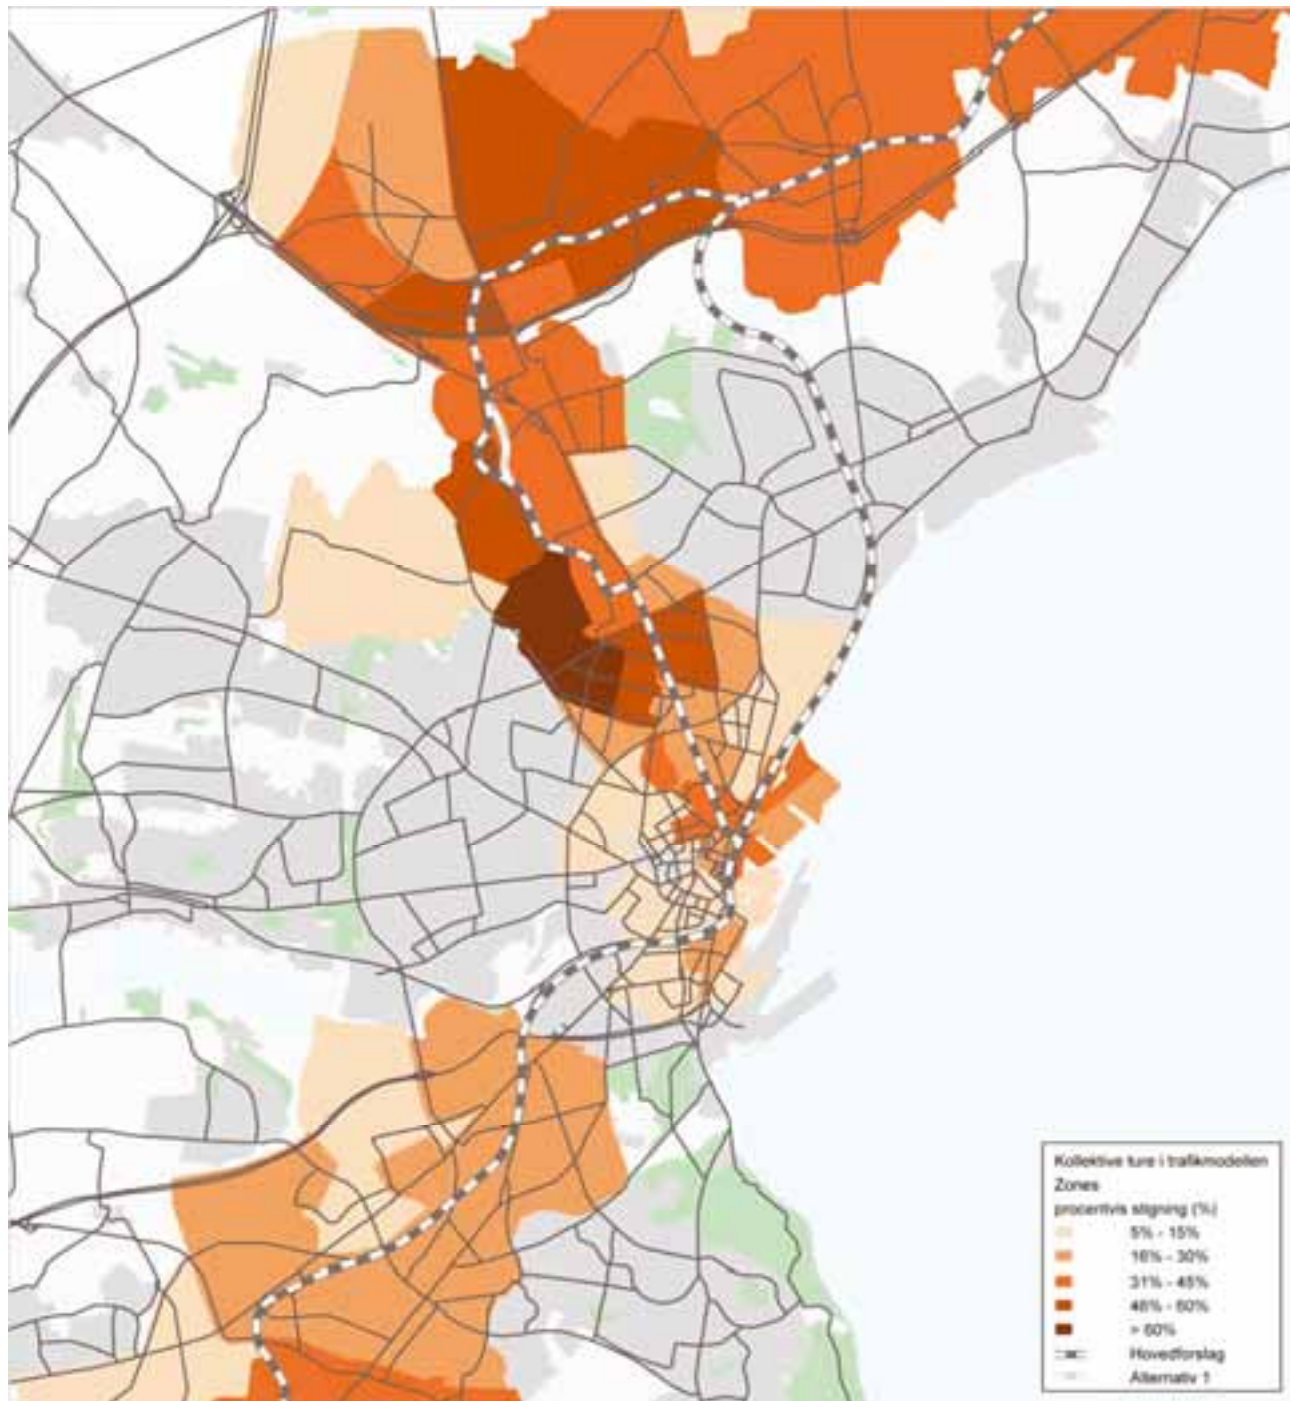 Kollektive ture i trafikmodellen
Zones
procentvis stigning (%)
5% - 15%
16% - 30%
31% - 45%
46% - 60%
> 60%
Hovedforslag
Alternativ 1